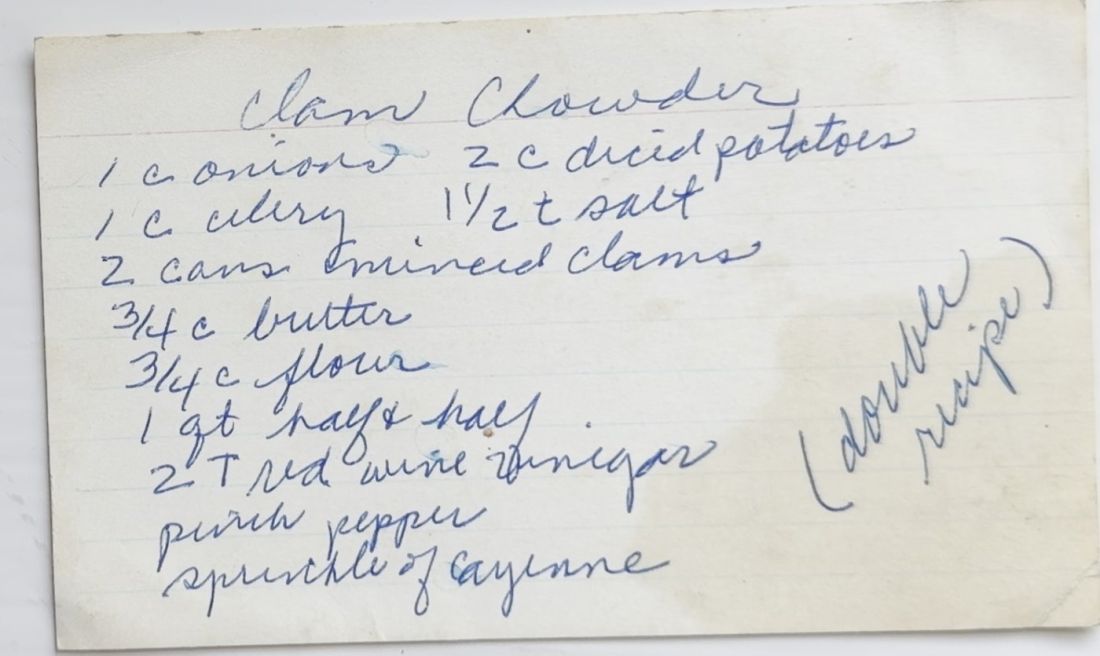 Clam Chowder
1 c onions 2 c diced potatoes
1 c celery 1 1/2 t salt
2 cans minced clams
3/4 c butter
3/4 c flour
1 qt half & half
2 T red wine vinegar
pinch pepper
sprinkle of cayenne
(double
recipe)